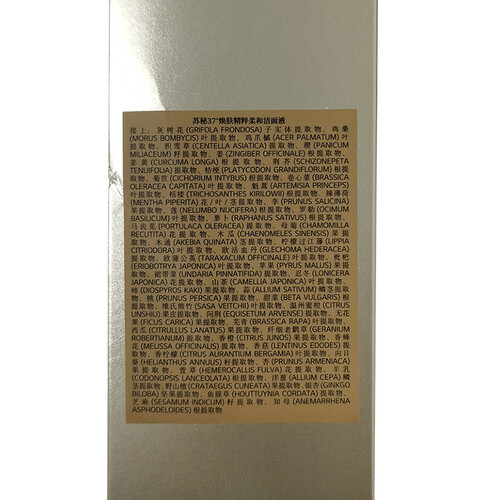 苏秘37°焕肤精粹柔和洁面液
接上：灰树花(GRIFOLA FRONDOSA)子实体提取物、鸡桑
(MORUS BOMBYCIS)叶提取物、鸡爪槭(ACER PALMATUM)叶
提取物、积雪草(CENTELLA ASIATICA)提取物、稷(PANICUM
MILIACEUM)籽提取物、姜(ZINGIBER OFFICINALE)根提取物、
姜黄(CURCUMA LONGA)根提取物、荆芥(SCHIZONEPETA
TENUIFOLIA)提取物、桔梗(PLATYCODON GRANDIFLORUM)根提
取物、菊苣(CICHORIUM INTYBUS)根提取物、卷心菜(BRASSICA
OLERACEA CAPITATA)叶提取物、魁蒿(ARTEMISIA PRINCEPS)
叶提取物、栝楼(TRICHOSANTHES KIRILOWII)根提取物、辣薄荷
(MENTHA PIPERITA)花/叶/茎提取物、李(PRUNUS SALICINA)
果提取物、莲(NELUMBO NUCIFERA)根提取物、罗勒(OCIMUM
BASILICUM)叶提取物、萝卜(RAPHANUS SATIVUS)根提取物、
马齿苋(PORTULACA OLERACEA)提取物、母菊(CHAMOMILLA
RECUTITA)花提取物、木瓜(CHAENOMELES SINENSIS)果提
取物、木通(AKEBIA QUINATA)茎提取物、柠檬过江藤(LIPPIA
CITRIODORA)叶提取物、欧活血丹(GLECHOMA HEDERACEA)
提取物、欧蒲公英(TARAXACUM OFFICINALE)叶提取物、枇杷
(ERIOBOTRYA JAPONICA)叶提取物、苹果(PYRUS MALUS)果提
取物、裙带菜(UNDARIA PINNATIFIDA)提取物、忍冬(LONICERA
JAPONICA)花提取物、山茶(CAMELLIA JAPONICA)叶提取物、
柿(DIOSPYROS KAKI)果提取物、蒜(ALLIUM SATIVUM)鳞茎提取
物、桃(PRUNUS PERSICA)果提取物、甜菜(BETA VULGARIS)根
提取物、维氏熊竹(SASA VEITCHII)叶提取物、温州蜜柑(CITRUS
UNSHIU)果皮提取物、问荆(EQUISETUM ARVENSE)提取物、无花
果(FICUS CARICA)果提取物、芜青(BRASSICA RAPA)叶提取物、
西瓜(CITRULLUS LANATUS)果提取物、纤细老鹳草(GERANIUM
ROBERTIANUM)提取物、香橙(CITRUS JUNOS)果提取物、香蜂
花(MELISSA OFFICINALIS)提取物、香菇(LENTINUS EDODES)提
取物、香柠檬(CITRUS AURANTIUM BERGAMIA)叶提取物、向日
葵(HELIANTHUS ANNUUS)籽提取物、杏(PRUNUS ARMENIACA)
果提取物、萱草(HEMEROCALLIS FULVA)花提取物、羊乳
(CODONOPSIS LANCEOLATA)根提取物、洋葱(ALLIUM CEPA)鳞
茎提取物、野山楂(CRATAEGUS CUNEATA)果提取物、银杏(GINKGO
BILOBA)坚果提取物、鱼腥草(HOUTTUYNIA CORDATA)提取物、
芝麻(SESAMUM INDICUM)籽提取物、知母(ANEMARRHENA
ASPHODELOIDES)根提取物